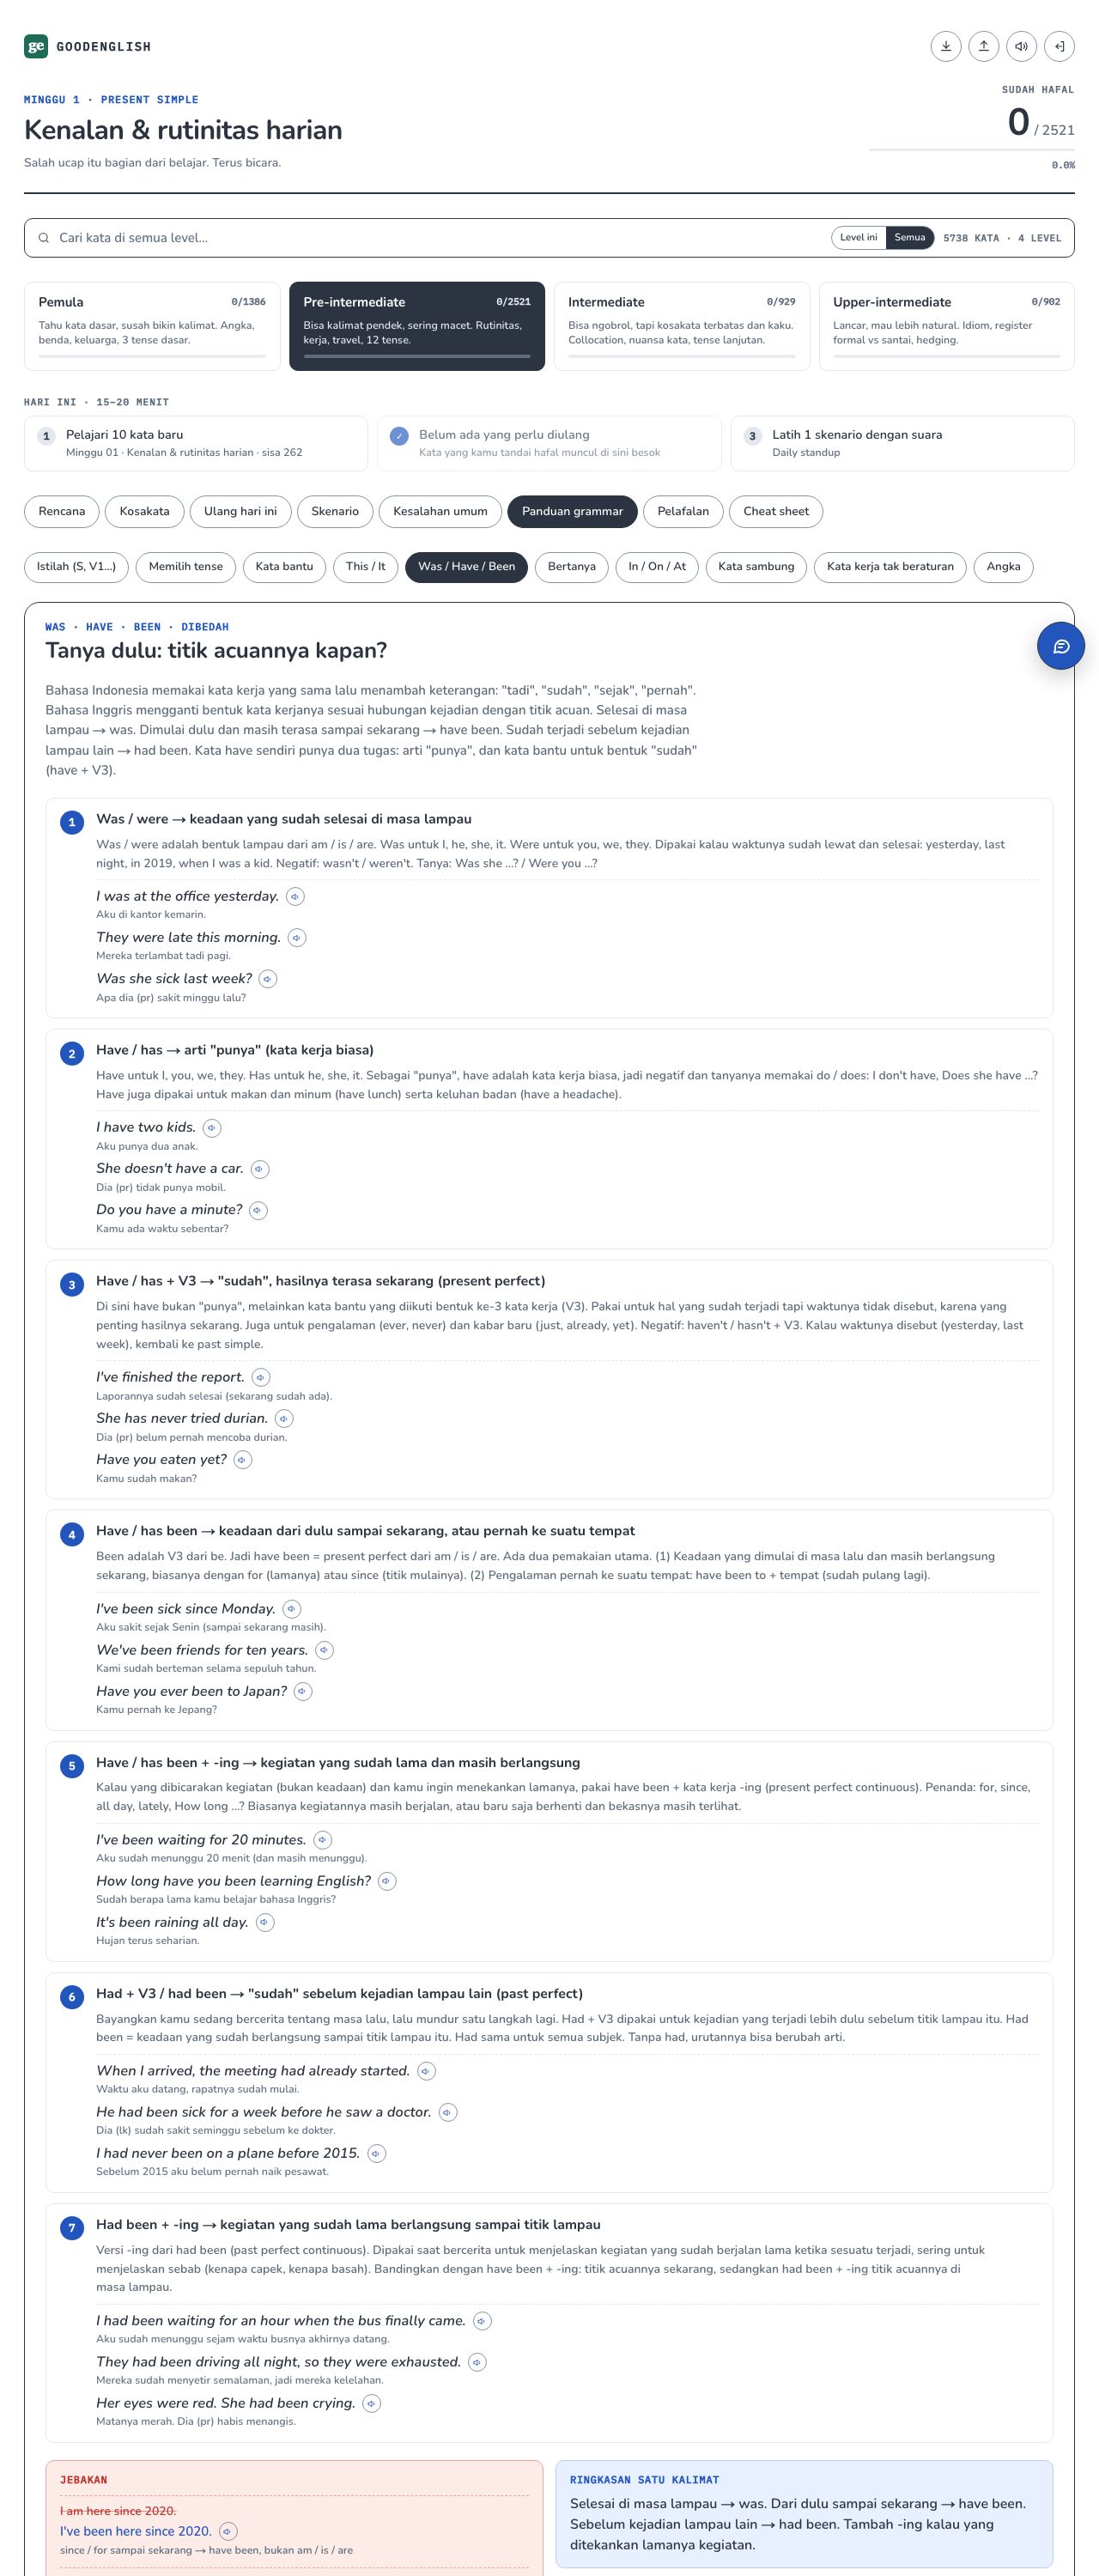 ge GOODENGLISH
MINGGU 1 · PRESENT SIMPLE
Kenalan & rutinitas harian
Salah ucap itu bagian dari belajar. Terus bicara.
SUDAH HAFAL
0 / 2521
0.0%
Cari kata di semua level...
Level ini Semua 5738 KATA · 4 LEVEL
Pemula 0/1386
Tahu kata dasar, susah bikin kalimat. Angka,
benda, keluarga, 3 tense dasar.
Pre-intermediate 0/2521
Bisa kalimat pendek, sering macet. Rutinitas,
kerja, travel, 12 tense.
Intermediate 0/929
Bisa ngobrol, tapi kosakata terbatas dan kaku.
Collocation, nuansa kata, tense lanjutan.
Upper-intermediate 0/902
Lancar, mau lebih natural. Idiom, register
formal vs santai, hedging.
HARI INI · 15–20 MENIT
1 Pelajari 10 kata baru
Minggu 01 · Kenalan & rutinitas harian · sisa 262
✓ Belum ada yang perlu diulang
Kata yang kamu tandai hafal muncul di sini besok
3 Latih 1 skenario dengan suara
Daily standup
Rencana Kosakata Ulang hari ini Skenario Kesalahan umum Panduan grammar Pelafalan Cheat sheet
Istilah (S, V1...) Memilih tense Kata bantu This / It Was / Have / Been Bertanya In / On / At Kata sambung Kata kerja tak beraturan Angka
WAS · HAVE · BEEN · DIBEDAH
Tanya dulu: titik acuannya kapan?
Bahasa Indonesia memakai kata kerja yang sama lalu menambah keterangan: "tadi", "sudah", "sejak", "pernah".
Bahasa Inggris mengganti bentuk kata kerjanya sesuai hubungan kejadian dengan titik acuan. Selesai di masa
lampau → was. Dimulai dulu dan masih terasa sampai sekarang → have been. Sudah terjadi sebelum kejadian
lampau lain → had been. Kata have sendiri punya dua tugas: arti "punya", dan kata bantu untuk bentuk "sudah"
(have + V3).
1 Was / were → keadaan yang sudah selesai di masa lampau
Was / were adalah bentuk lampau dari am / is / are. Was untuk I, he, she, it. Were untuk you, we, they. Dipakai kalau waktunya sudah lewat dan selesai: yesterday, last
night, in 2019, when I was a kid. Negatif: wasn't / weren't. Tanya: Was she ...? / Were you ...?
I was at the office yesterday.
Aku di kantor kemarin.
They were late this morning.
Mereka terlambat tadi pagi.
Was she sick last week?
Apa dia (pr) sakit minggu lalu?
2 Have / has → arti "punya" (kata kerja biasa)
Have untuk I, you, we, they. Has untuk he, she, it. Sebagai "punya", have adalah kata kerja biasa, jadi negatif dan tanyanya memakai do / does: I don't have, Does she have ...?
Have juga dipakai untuk makan dan minum (have lunch) serta keluhan badan (have a headache).
I have two kids.
Aku punya dua anak.
She doesn't have a car.
Dia (pr) tidak punya mobil.
Do you have a minute?
Kamu ada waktu sebentar?
3 Have / has + V3 → "sudah", hasilnya terasa sekarang (present perfect)
Di sini have bukan "punya", melainkan kata bantu yang diikuti bentuk ke-3 kata kerja (V3). Pakai untuk hal yang sudah terjadi tapi waktunya tidak disebut, karena yang
penting hasilnya sekarang. Juga untuk pengalaman (ever, never) dan kabar baru (just, already, yet). Negatif: haven't / hasn't + V3. Kalau waktunya disebut (yesterday, last
week), kembali ke past simple.
I've finished the report.
Laporannya sudah selesai (sekarang sudah ada).
She has never tried durian.
Dia (pr) belum pernah mencoba durian.
Have you eaten yet?
Kamu sudah makan?
4 Have / has been → keadaan dari dulu sampai sekarang, atau pernah ke suatu tempat
Been adalah V3 dari be. Jadi have been = present perfect dari am / is / are. Ada dua pemakaian utama. (1) Keadaan yang dimulai di masa lalu dan masih berlangsung
sekarang, biasanya dengan for (lamanya) atau since (titik mulainya). (2) Pengalaman pernah ke suatu tempat: have been to + tempat (sudah pulang lagi).
I've been sick since Monday.
Aku sakit sejak Senin (sampai sekarang masih).
We've been friends for ten years.
Kami sudah berteman selama sepuluh tahun.
Have you ever been to Japan?
Kamu pernah ke Jepang?
5 Have / has been + -ing → kegiatan yang sudah lama dan masih berlangsung
Kalau yang dibicarakan kegiatan (bukan keadaan) dan kamu ingin menekankan lamanya, pakai have been + kata kerja -ing (present perfect continuous). Penanda: for, since,
all day, lately, How long ...? Biasanya kegiatannya masih berjalan, atau baru saja berhenti dan bekasnya masih terlihat.
I've been waiting for 20 minutes.
Aku sudah menunggu 20 menit (dan masih menunggu).
How long have you been learning English?
Sudah berapa lama kamu belajar bahasa Inggris?
It's been raining all day.
Hujan terus seharian.
6 Had + V3 / had been → "sudah" sebelum kejadian lampau lain (past perfect)
Bayangkan kamu sedang bercerita tentang masa lalu, lalu mundur satu langkah lagi. Had + V3 dipakai untuk kejadian yang terjadi lebih dulu sebelum titik lampau itu. Had
been = keadaan yang sudah berlangsung sampai titik lampau itu. Had sama untuk semua subjek. Tanpa had, urutannya bisa berubah arti.
When I arrived, the meeting had already started.
Waktu aku datang, rapatnya sudah mulai.
He had been sick for a week before he saw a doctor.
Dia (lk) sudah sakit seminggu sebelum ke dokter.
I had never been on a plane before 2015.
Sebelum 2015 aku belum pernah naik pesawat.
7 Had been + -ing → kegiatan yang sudah lama berlangsung sampai titik lampau
Versi -ing dari had been (past perfect continuous). Dipakai saat bercerita untuk menjelaskan kegiatan yang sudah berjalan lama ketika sesuatu terjadi, sering untuk
menjelaskan sebab (kenapa capek, kenapa basah). Bandingkan dengan have been + -ing: titik acuannya sekarang, sedangkan had been + -ing titik acuannya di
masa lampau.
I had been waiting for an hour when the bus finally came.
Aku sudah menunggu sejam waktu busnya akhirnya datang.
They had been driving all night, so they were exhausted.
Mereka sudah menyetir semalaman, jadi mereka kelelahan.
Her eyes were red. She had been crying.
Matanya merah. Dia (pr) habis menangis.
JEBAKAN
I am here since 2020.
I've been here since 2020.
since / for sampai sekarang → have been, bukan am / is / are
RINGKASAN SATU KALIMAT
Selesai di masa lampau → was. Dari dulu sampai sekarang → have been.
Sebelum kejadian lampau lain → had been. Tambah -ing kalau yang
ditekankan lamanya kegiatan.